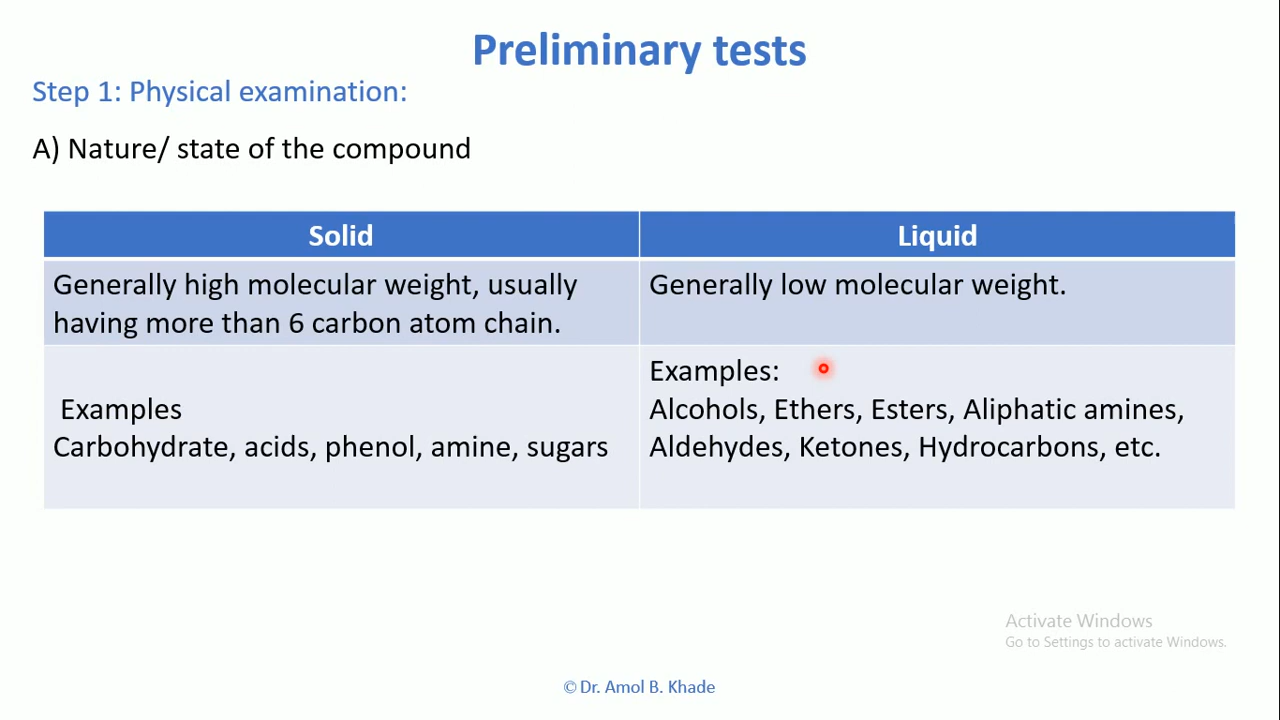 Preliminary tests
Step 1: Physical examination:
A) Nature/ state of the compound
Solid
Liquid
Generally high molecular weight, usually
having more than 6 carbon atom chain.
Generally low molecular weight.
Examples
Carbohydrate, acids, phenol, amine, sugars
Examples:
Alcohols, Ethers, Esters, Aliphatic amines,
Aldehydes, Ketones, Hydrocarbons, etc.
Activate Windows
Go to Settings to activate Windows.
© Dr. Amol B. Khade